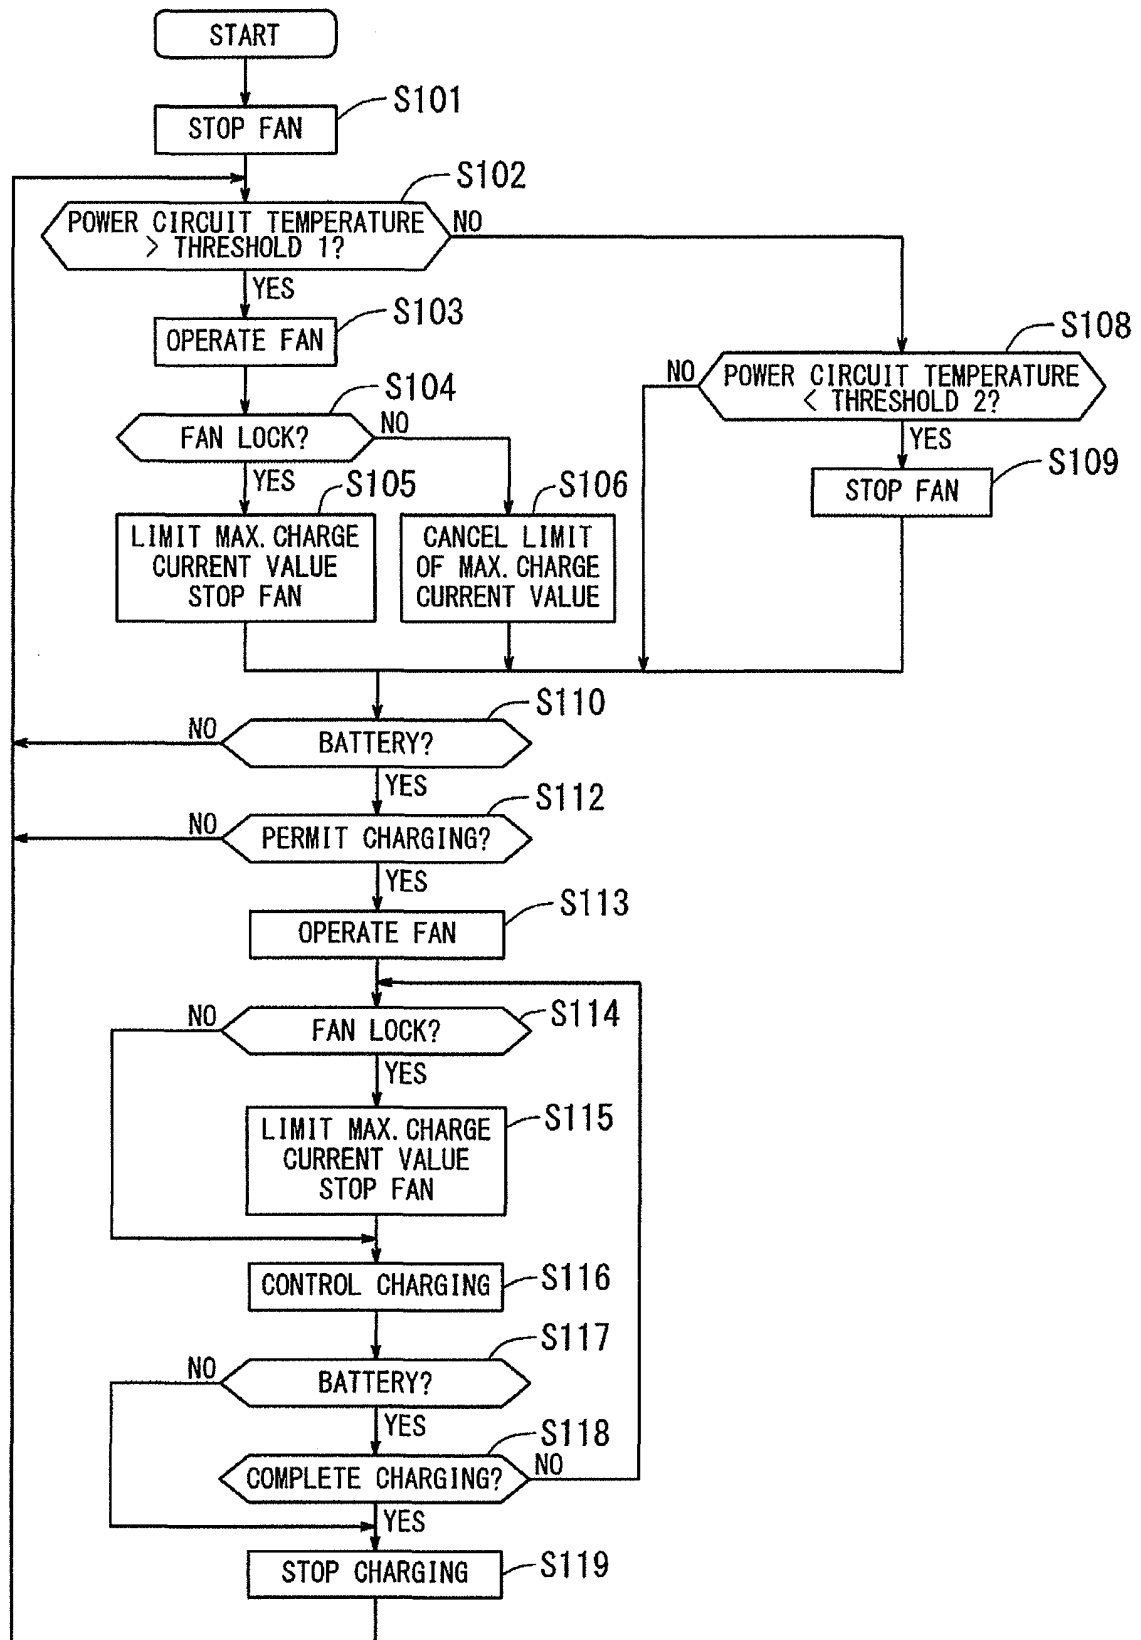 START
S101
STOP FAN
S102
POWER CIRCUIT TEMPERATURE
> THRESHOLD 1?
NO
YES
S103
OPERATE FAN
S108
POWER CIRCUIT TEMPERATURE
< THRESHOLD 2?
NO
YES
S104
FAN LOCK?
NO
YES
S109
STOP FAN
S105
LIMIT MAX. CHARGE
CURRENT VALUE
STOP FAN
S106
CANCEL LIMIT
OF MAX. CHARGE
CURRENT VALUE
S110
NO
BATTERY?
YES
S112
NO
PERMIT CHARGING?
YES
S113
OPERATE FAN
S114
NO
FAN LOCK?
YES
S115
LIMIT MAX. CHARGE
CURRENT VALUE
STOP FAN
S116
CONTROL CHARGING
S117
NO
BATTERY?
YES
S118
COMPLETE CHARGING?
NO
YES
S119
STOP CHARGING